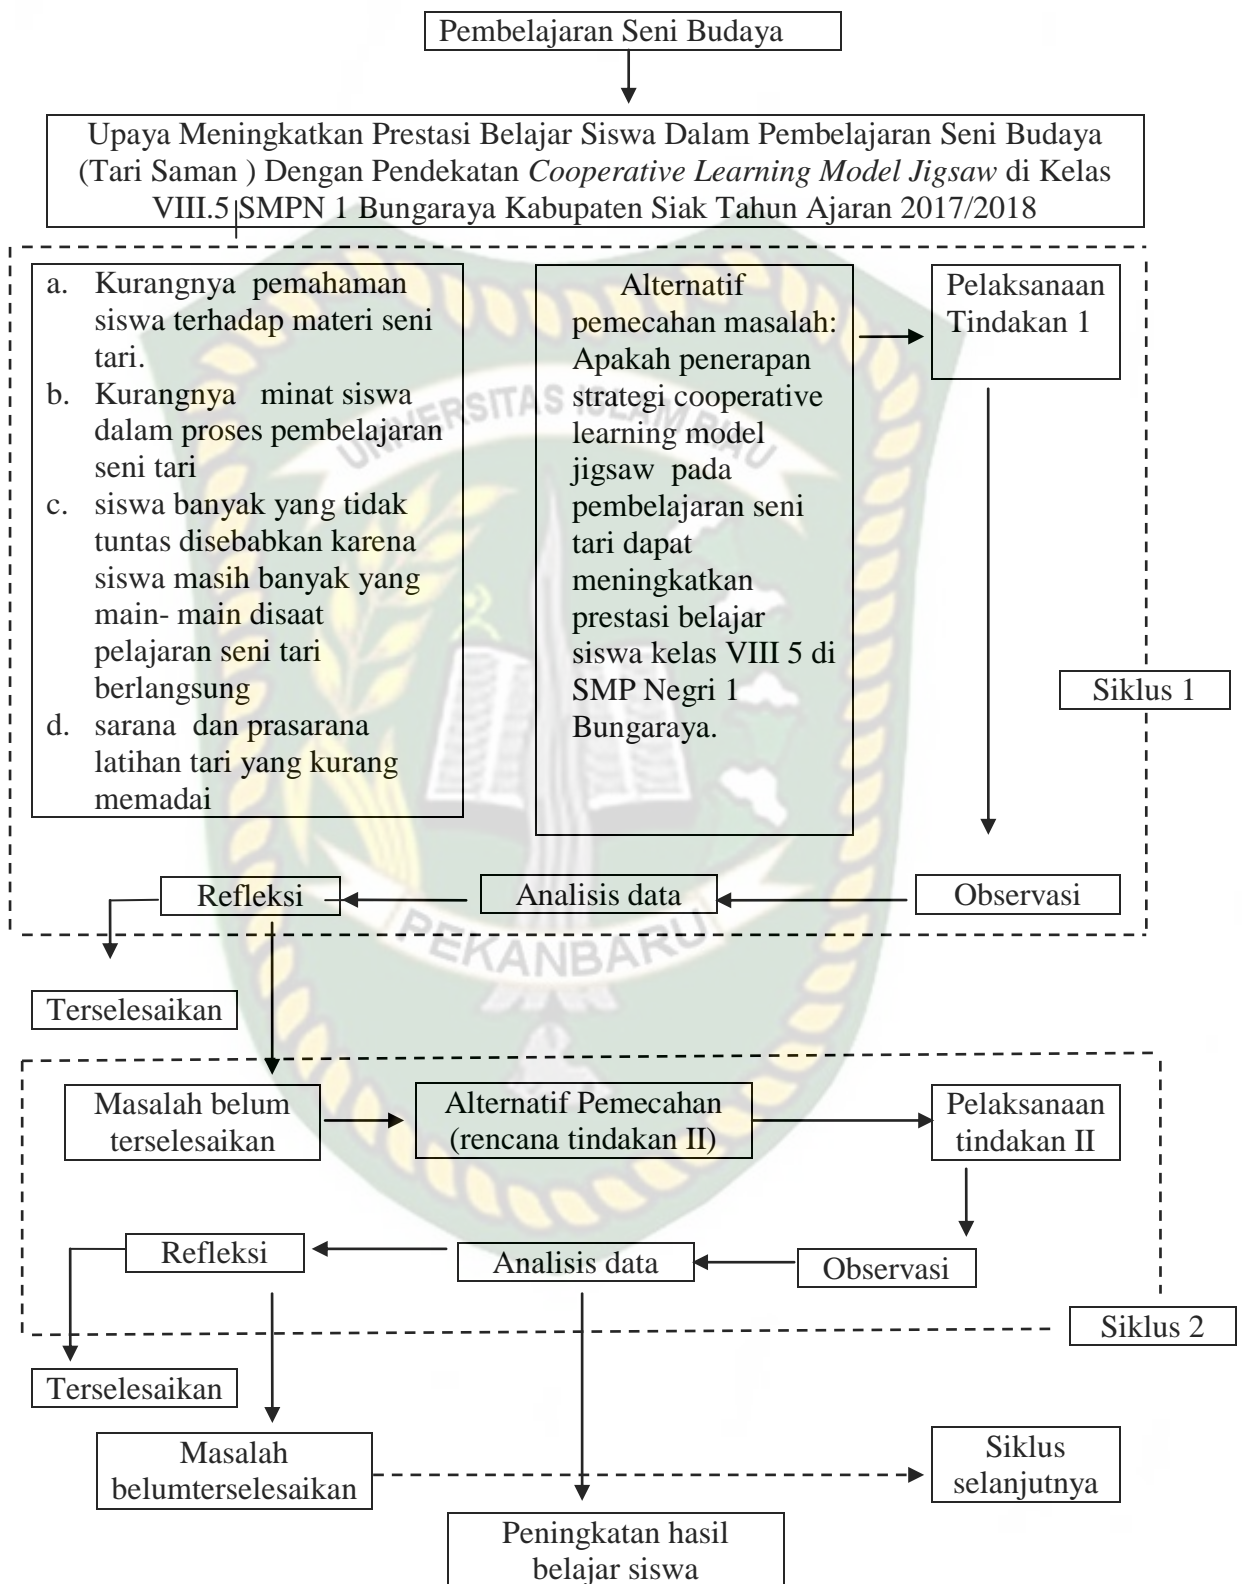 Pembelajaran Seni Budaya
Upaya Meningkatkan Prestasi Belajar Siswa Dalam Pembelajaran Seni Budaya
(Tari Saman ) Dengan Pendekatan Cooperative Learning Model Jigsaw di Kelas
VIII.5 SMPN 1 Bungaraya Kabupaten Siak Tahun Ajaran 2017/2018
a. Kurangnya pemahaman
siswa terhadap materi seni
tari.
b. Kurangnya minat siswa
dalam proses pembelajaran
seni tari
c. siswa banyak yang tidak
tuntas disebabkan karena
siswa masih banyak yang
main- main disaat
pelajaran seni tari
berlangsung
d. sarana dan prasarana
latihan tari yang kurang
memadai
Alternatif
pemecahan masalah:
Apakah penerapan
strategi cooperative
learning model
jigsaw pada
pembelajaran seni
tari dapat
meningkatkan
prestasi belajar
siswa kelas VIII 5 di
SMP Negri 1
Bungaraya.
Pelaksanaan
Tindakan 1
UNIVERSITAS ISLAM RIAU
Siklus 1
Refleksi
Analisis data
Observasi
PEKANBARU
Terselesaikan
Masalah belum
terselesaikan
Alternatif Pemecahan
(rencana tindakan II)
Pelaksanaan
tindakan II
Refleksi
Analisis data
Observasi
Siklus 2
Terselesaikan
Masalah
belumterselesaikan
Siklus
selanjutnya
Peningkatan hasil
belajar siswa